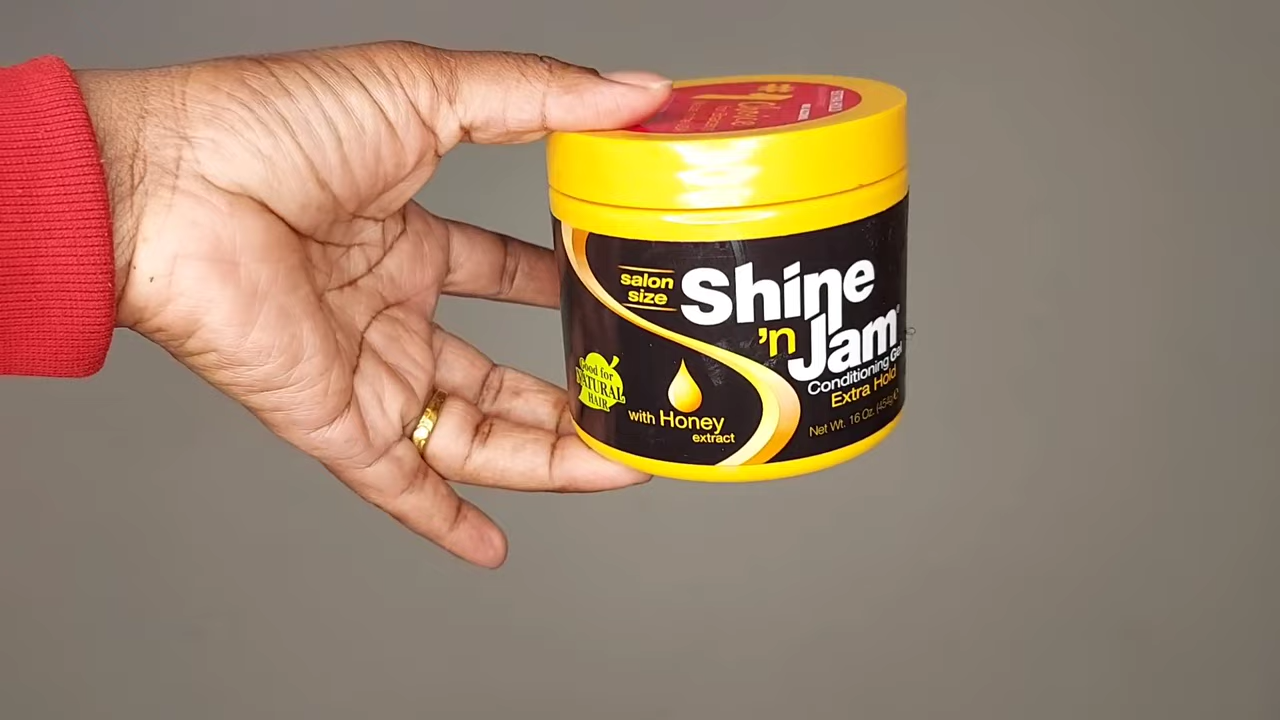 salon
size
Shine
'n Jam®
Conditioning Gel
Extra Hold
Good for
NATURAL
HAIR
with Honey
extract
Net Wt. 16 Oz. (454g)